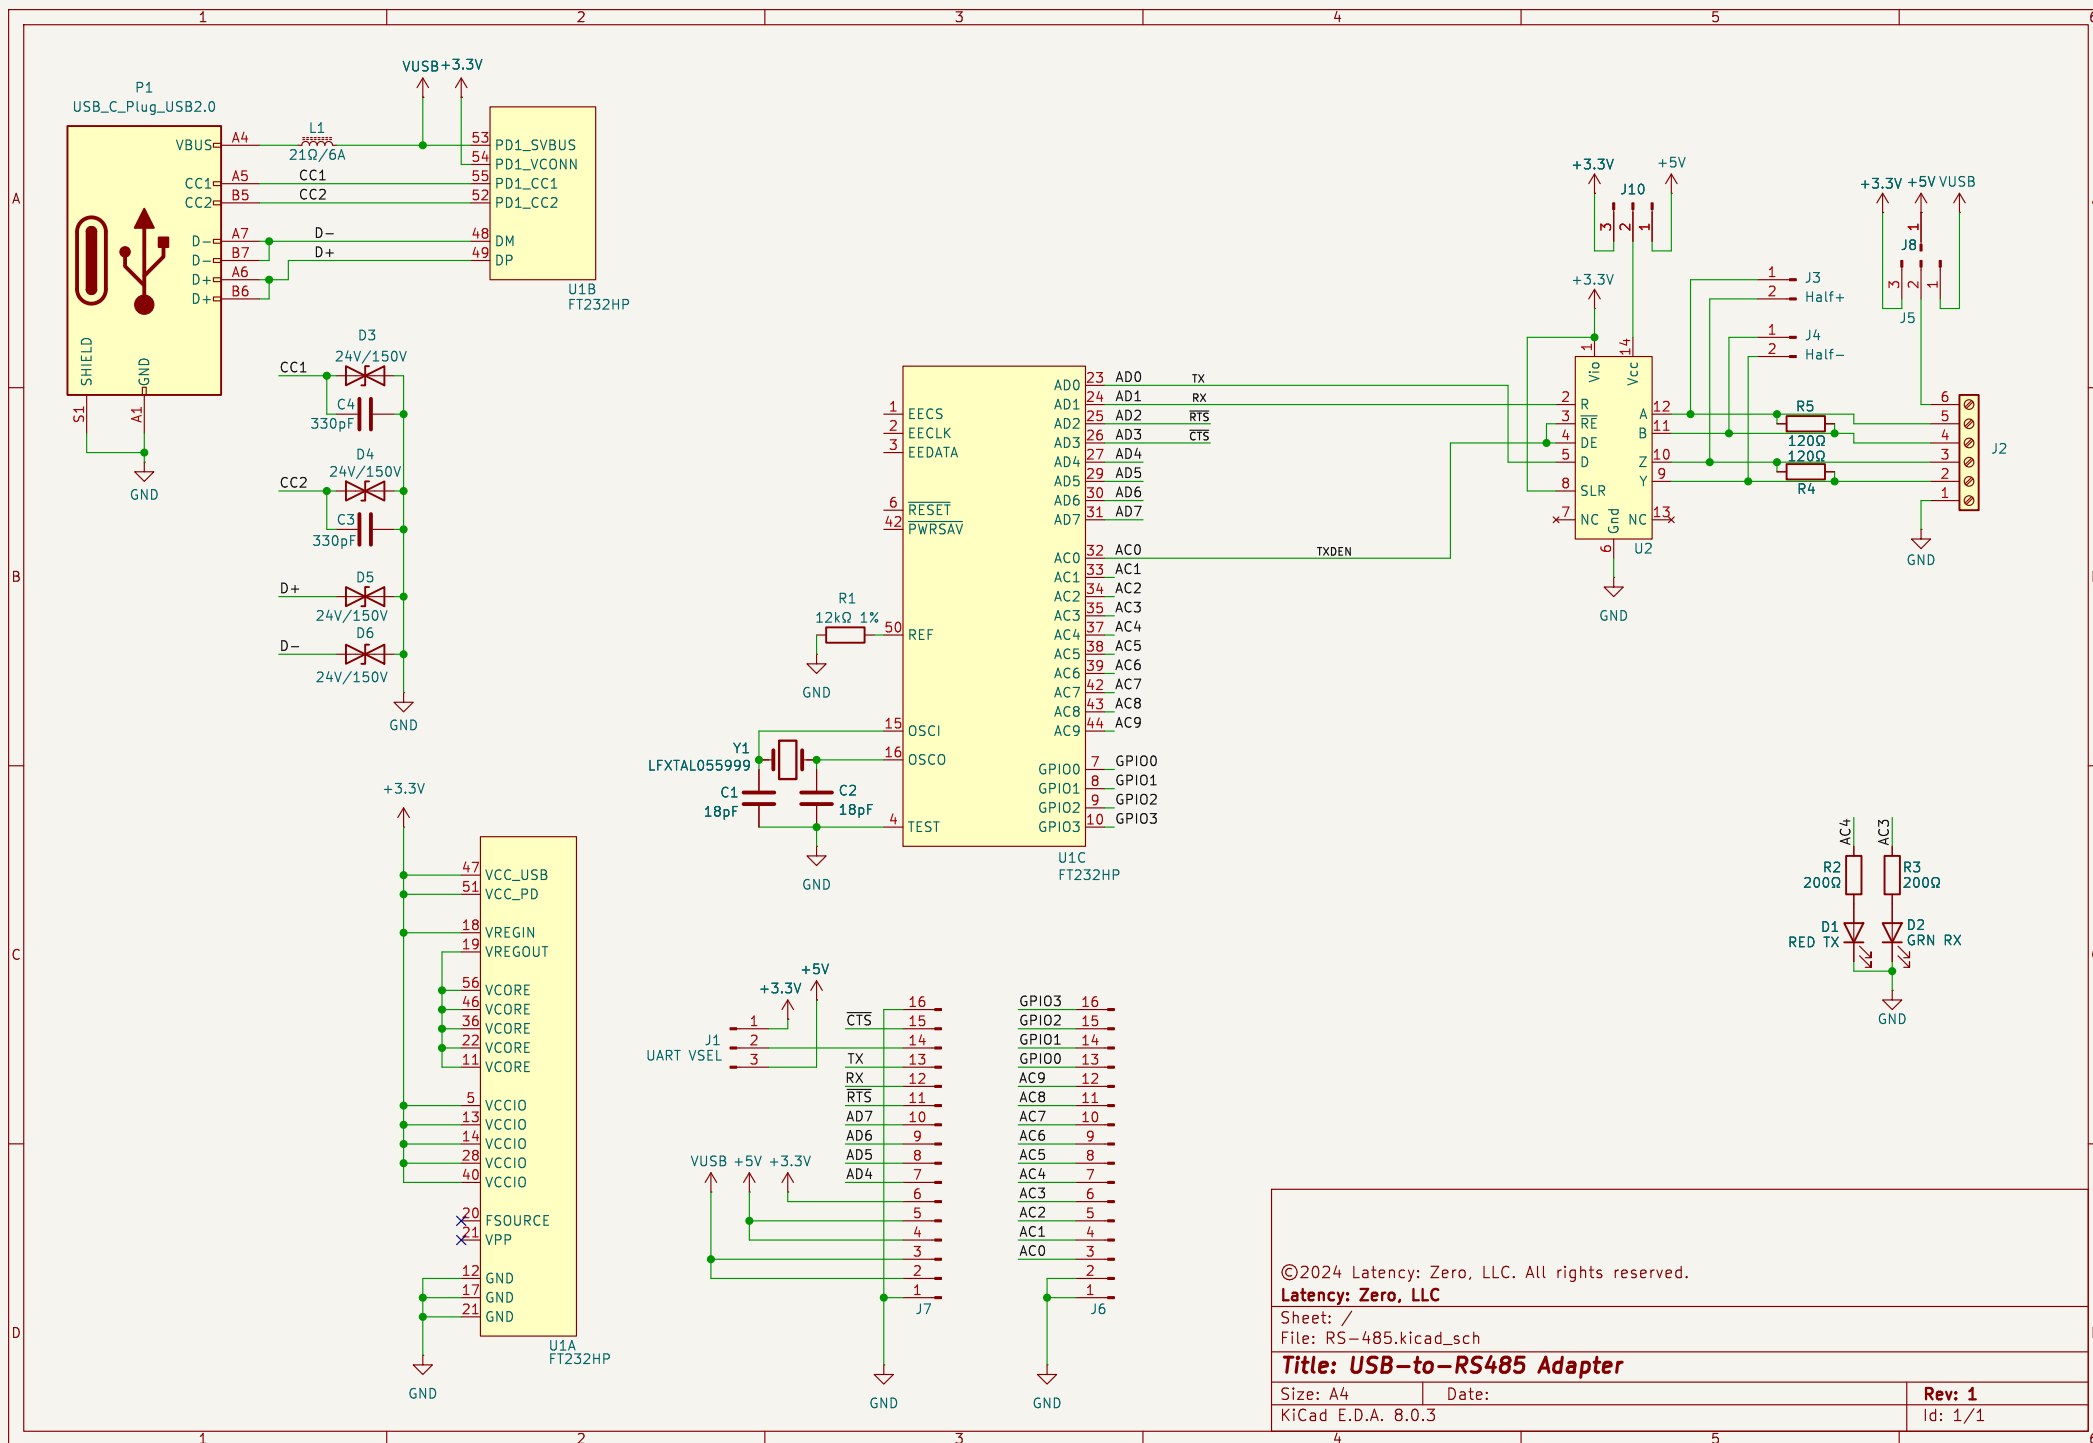 1 2 3 4 5 6
A
B
C
D
P1
USB_C_Plug_USB2.0
VBUS A4
CC1 A5
CC2 B5
D- A7
D- B7
D+ A6
D+ B6
SHIELD
GND
S1
A1
GND
L1
21Ω/6A
CC1
CC2
D-
D+
VUSB +3.3V
53 PD1_SVBUS
54 PD1_VCONN
55 PD1_CC1
52 PD1_CC2
48 DM
49 DP
U1B
FT232HP
D3
24V/150V
CC1
C4
330pF
D4
24V/150V
CC2
C3
330pF
D5
D+
24V/150V
D6
D-
24V/150V
GND
+3.3V
47 VCC_USB
51 VCC_PD
18 VREGIN
19 VREGOUT
56 VCORE
46 VCORE
36 VCORE
22 VCORE
11 VCORE
5 VCCIO
13 VCCIO
14 VCCIO
28 VCCIO
40 VCCIO
20 FSOURCE
21 VPP
12 GND
17 GND
21 GND
U1A
FT232HP
GND
1 EECS
2 EECLK
3 EEDATA
6 RESET
42 PWRSAV
50 REF
15 OSCI
16 OSCO
4 TEST
R1
12kΩ 1%
GND
Y1
LFXTAL055999
C1
18pF
C2
18pF
GND
AD0 23 AD0 TX
AD1 24 AD1 RX
AD2 25 AD2 RTS
AD3 26 AD3 CTS
AD4 27 AD4
AD5 29 AD5
AD6 30 AD6
AD7 31 AD7
AC0 32 AC0 TXDEN
AC1 33 AC1
AC2 34 AC2
AC3 35 AC3
AC4 37 AC4
AC5 38 AC5
AC6 39 AC6
AC7 42 AC7
AC8 43 AC8
AC9 44 AC9
GPIO0 7 GPIO0
GPIO1 8 GPIO1
GPIO2 9 GPIO2
GPIO3 10 GPIO3
U1C
FT232HP
+3.3V
J10
+5V
3 2 1
+3.3V
1
14
Vio
Vcc
2 R
3 RE
4 DE
5 D
8 SLR
7 NC
Gnd
6
A 12
B 11
Z 10
Y 9
NC 13
U2
GND
1 J3
2 Half+
1 J4
2 Half-
+3.3V +5V VUSB
1
J8
3 2 1
J5
R5
120Ω
120Ω
R4
6
5
4
3
2
1
J2
GND
AC4
AC3
R2
200Ω
R3
200Ω
D1
RED TX
D2
GRN RX
GND
+5V
+3.3V
J1
UART VSEL
1
2
3
VUSB +5V +3.3V
16
CTS 15
14
TX 13
RX 12
RTS 11
AD7 10
AD6 9
AD5 8
AD4 7
6
5
4
3
2
1
J7
GND
GPIO3 16
GPIO2 15
GPIO1 14
GPIO0 13
AC9 12
AC8 11
AC7 10
AC6 9
AC5 8
AC4 7
AC3 6
AC2 5
AC1 4
AC0 3
2
1
J6
GND
©2024 Latency: Zero, LLC. All rights reserved.
Latency: Zero, LLC
Sheet: /
File: RS-485.kicad_sch
Title: USB-to-RS485 Adapter
Size: A4 Date: Rev: 1
KiCad E.D.A. 8.0.3 Id: 1/1
1 2 3 4 5 6